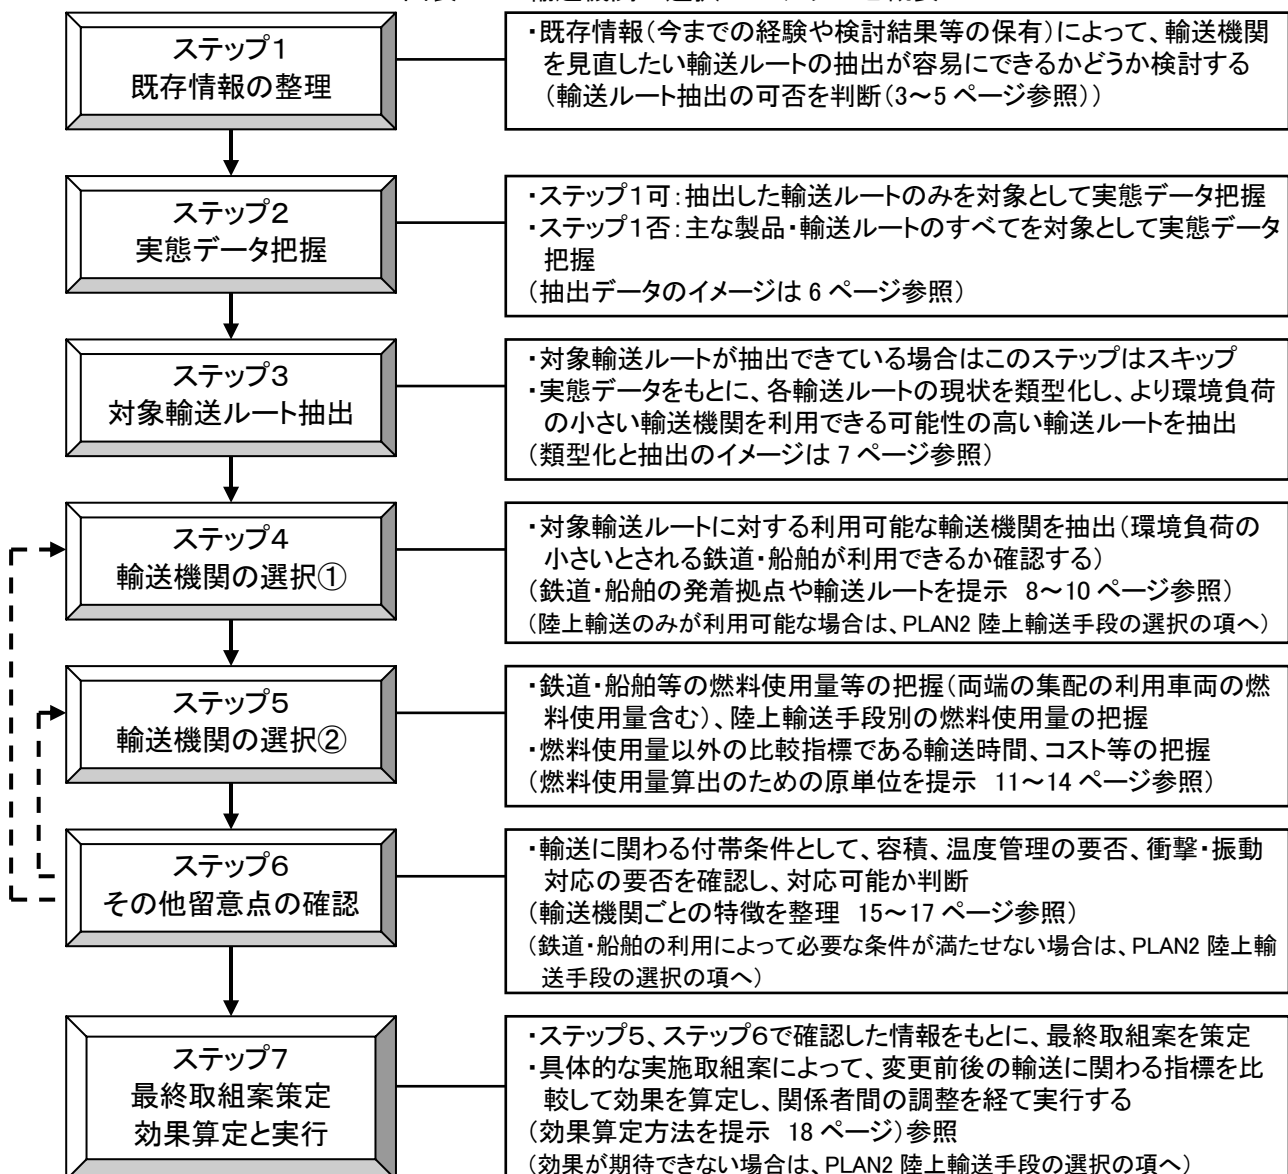 ステップ1
既存情報の整理
・既存情報(今までの経験や検討結果等の保有)によって、輸送機関
を見直したい輸送ルートの抽出が容易にできるかどうか検討する
(輸送ルート抽出の可否を判断(3~5 ページ参照))
ステップ2
実態データ把握
・ステップ1可:抽出した輸送ルートのみを対象として実態データ把握
・ステップ1否:主な製品・輸送ルートのすべてを対象として実態データ
把握
(抽出データのイメージは 6 ページ参照)
ステップ3
対象輸送ルート抽出
・対象輸送ルートが抽出できている場合はこのステップはスキップ
・実態データをもとに、各輸送ルートの現状を類型化し、より環境負荷
の小さい輸送機関を利用できる可能性の高い輸送ルートを抽出
(類型化と抽出のイメージは 7 ページ参照)
ステップ4
輸送機関の選択①
・対象輸送ルートに対する利用可能な輸送機関を抽出(環境負荷の
小さいとされる鉄道・船舶が利用できるか確認する)
(鉄道・船舶の発着拠点や輸送ルートを提示 8~10 ページ参照)
(陸上輸送のみが利用可能な場合は、PLAN2 陸上輸送手段の選択の項へ)
ステップ5
輸送機関の選択②
・鉄道・船舶等の燃料使用量等の把握(両端の集配の利用車両の燃
料使用量含む)、陸上輸送手段別の燃料使用量の把握
・燃料使用量以外の比較指標である輸送時間、コスト等の把握
(燃料使用量算出のための原単位を提示 11~14 ページ参照)
ステップ6
その他留意点の確認
・輸送に関わる付帯条件として、容積、温度管理の要否、衝撃・振動
対応の要否を確認し、対応可能か判断
(輸送機関ごとの特徴を整理 15~17 ページ参照)
(鉄道・船舶の利用によって必要な条件が満たせない場合は、PLAN2 陸上輸
送手段の選択の項へ)
ステップ7
最終取組案策定
効果算定と実行
・ステップ5、ステップ6で確認した情報をもとに、最終取組案を策定
・具体的な実施取組案によって、変更前後の輸送に関わる指標を比
較して効果を算定し、関係者間の調整を経て実行する
(効果算定方法を提示 18 ページ)参照
(効果が期待できない場合は、PLAN2 陸上輸送手段の選択の項へ)